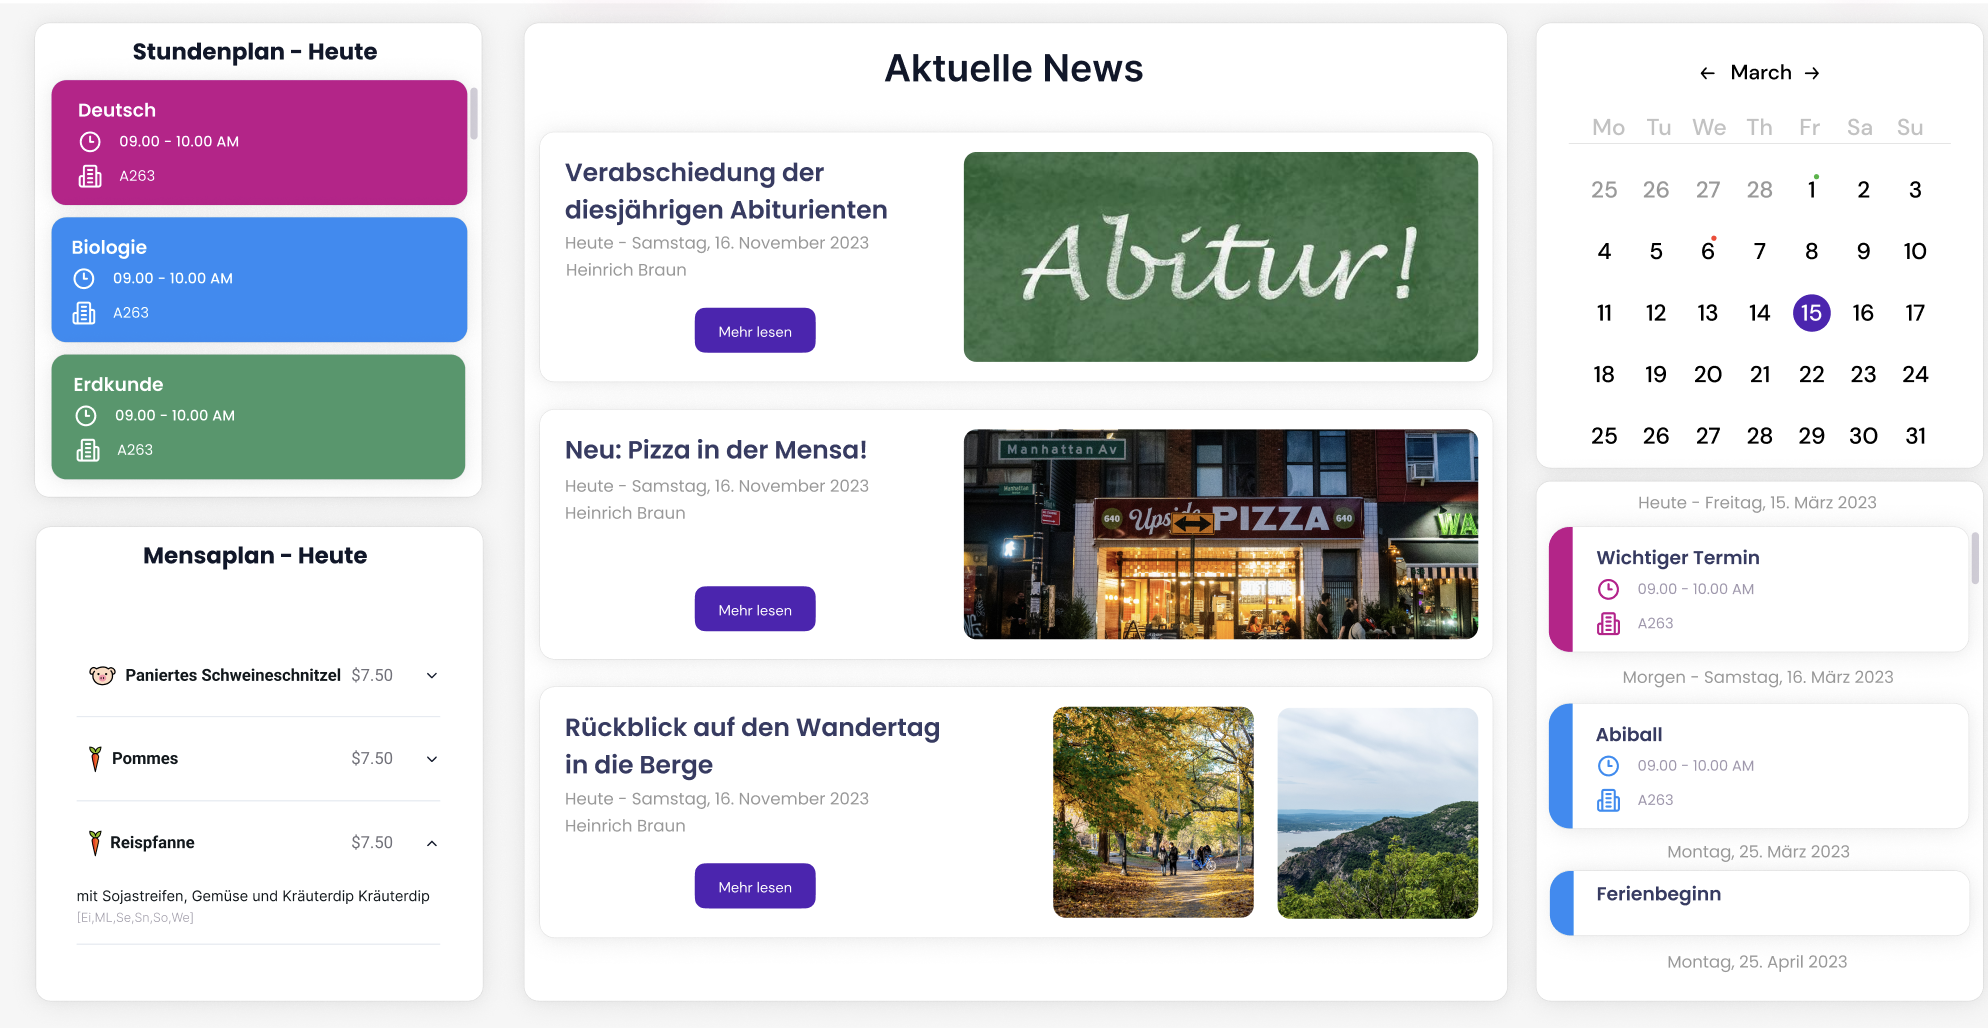 Stundenplan - Heute
Deutsch
09.00 - 10.00 AM
A263
Biologie
09.00 - 10.00 AM
A263
Erdkunde
09.00 - 10.00 AM
A263
Mensaplan - Heute
Paniertes Schweineschnitzel $7.50
Pommes $7.50
Reispfanne $7.50
mit Sojastreifen, Gemüse und Kräuterdip Kräuterdip
[Ei,ML,Se,Sn,So,We]
Aktuelle News
Verabschiedung der
diesjährigen Abiturienten
Heute - Samstag, 16. November 2023
Heinrich Braun
Mehr lesen
Abitur!
Neu: Pizza in der Mensa!
Heute - Samstag, 16. November 2023
Heinrich Braun
Mehr lesen
Manhattan Av
Manhattan
640 Upside PIZZA 640
WA
Rückblick auf den Wandertag
in die Berge
Heute - Samstag, 16. November 2023
Heinrich Braun
Mehr lesen
← March →
Mo Tu We Th Fr Sa Su
25 26 27 28 1 2 3
4 5 6 7 8 9 10
11 12 13 14 15 16 17
18 19 20 21 22 23 24
25 26 27 28 29 30 31
Heute - Freitag, 15. März 2023
Wichtiger Termin
09.00 - 10.00 AM
A263
Morgen - Samstag, 16. März 2023
Abiball
09.00 - 10.00 AM
A263
Montag, 25. März 2023
Ferienbeginn
Montag, 25. April 2023